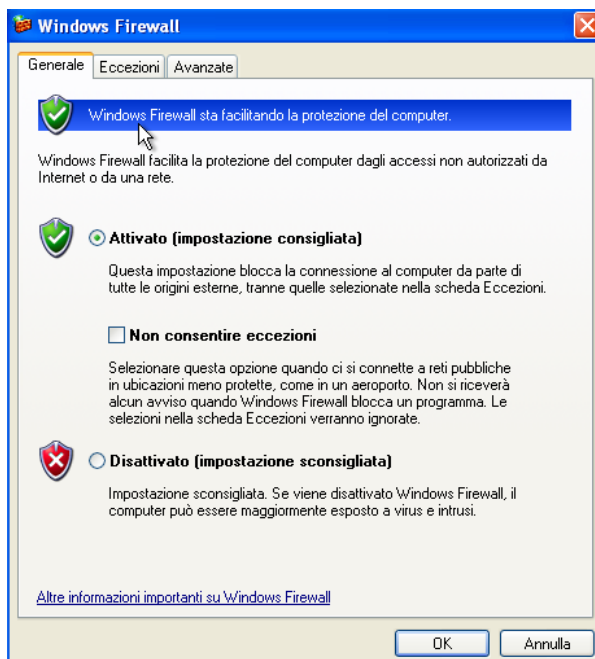 Windows Firewall
Generale Eccezioni Avanzate
Windows Firewall sta facilitando la protezione del computer.
Windows Firewall facilita la protezione del computer dagli accessi non autorizzati da
Internet o da una rete.
Attivato (impostazione consigliata)
Questa impostazione blocca la connessione al computer da parte di
tutte le origini esterne, tranne quelle selezionate nella scheda Eccezioni.
Non consentire eccezioni
Selezionare questa opzione quando ci si connette a reti pubbliche
in ubicazioni meno protette, come in un aeroporto. Non si riceverà
alcun avviso quando Windows Firewall blocca un programma. Le
selezioni nella scheda Eccezioni verranno ignorate.
Disattivato (impostazione sconsigliata)
Impostazione sconsigliata. Se viene disattivato Windows Firewall, il
computer può essere maggiormente esposto a virus e intrusi.
Altre informazioni importanti su Windows Firewall
OK Annulla